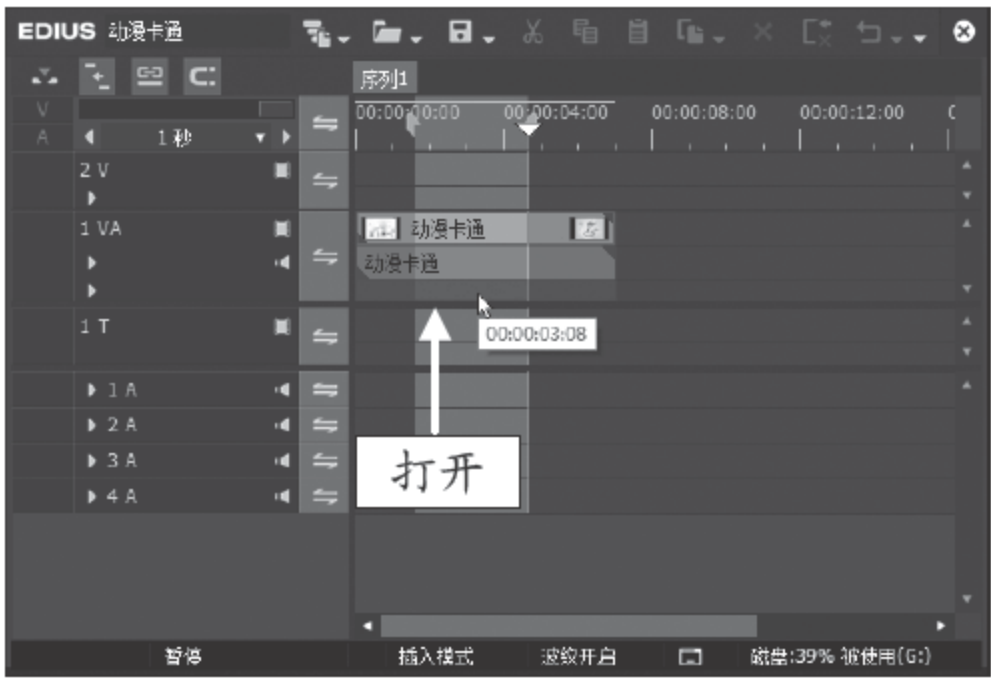 EDIUS 动漫卡通
序列1
00:00:00:00 00:00:04:00 00:00:08:00 00:00:12:00 0
V
A 1秒
2 V
1 VA 动漫卡通
动漫卡通
1 T 00:00:03:08
1 A
2 A
3 A
打开
4 A
暂停 插入模式 波纹开启 磁盘:39% 被使用(G:)